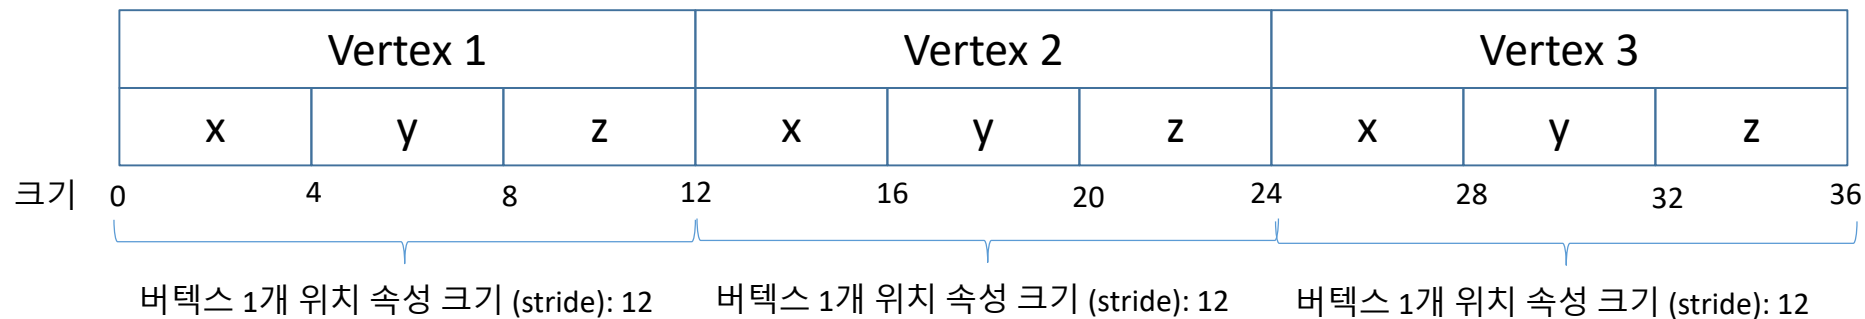 Vertex 1 Vertex 2 Vertex 3
x y z x y z x y z
크기 0 4 8 12 16 20 24 28 32 36
버텍스 1개 위치 속성 크기 (stride): 12 버텍스 1개 위치 속성 크기 (stride): 12 버텍스 1개 위치 속성 크기 (stride): 12